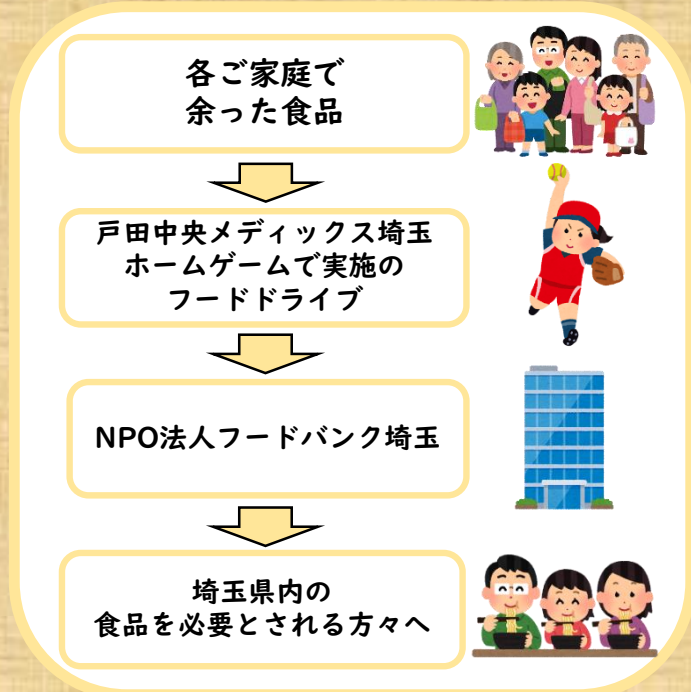 各ご家庭で
余った食品
戸田中央メディックス埼玉
ホームゲームで実施の
フードドライブ
NPO法人フードバンク埼玉
埼玉県内の
食品を必要とされる方々へ